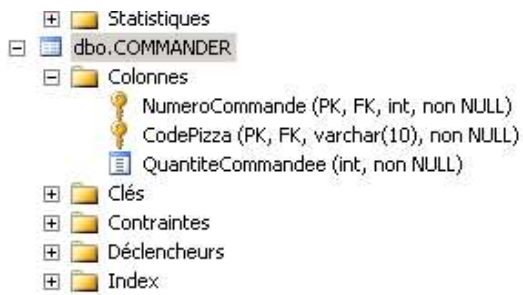 Statistiques
dbo.COMMANDER
Colonnes
NumeroCommande (PK, FK, int, non NULL)
CodePizza (PK, FK, varchar(10), non NULL)
QuantiteCommandee (int, non NULL)
Clés
Contraintes
Déclencheurs
Index